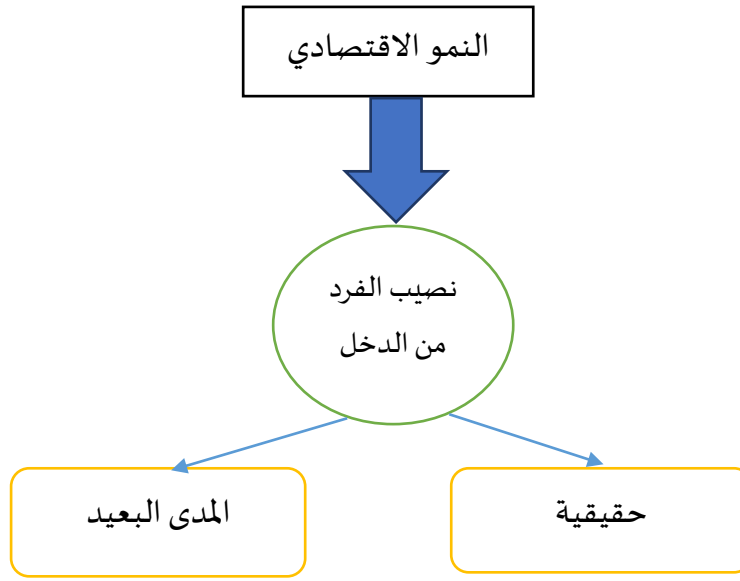 النمو الاقتصادي
نصيب الفرد
من الدخل
حقيقية
المدى البعيد